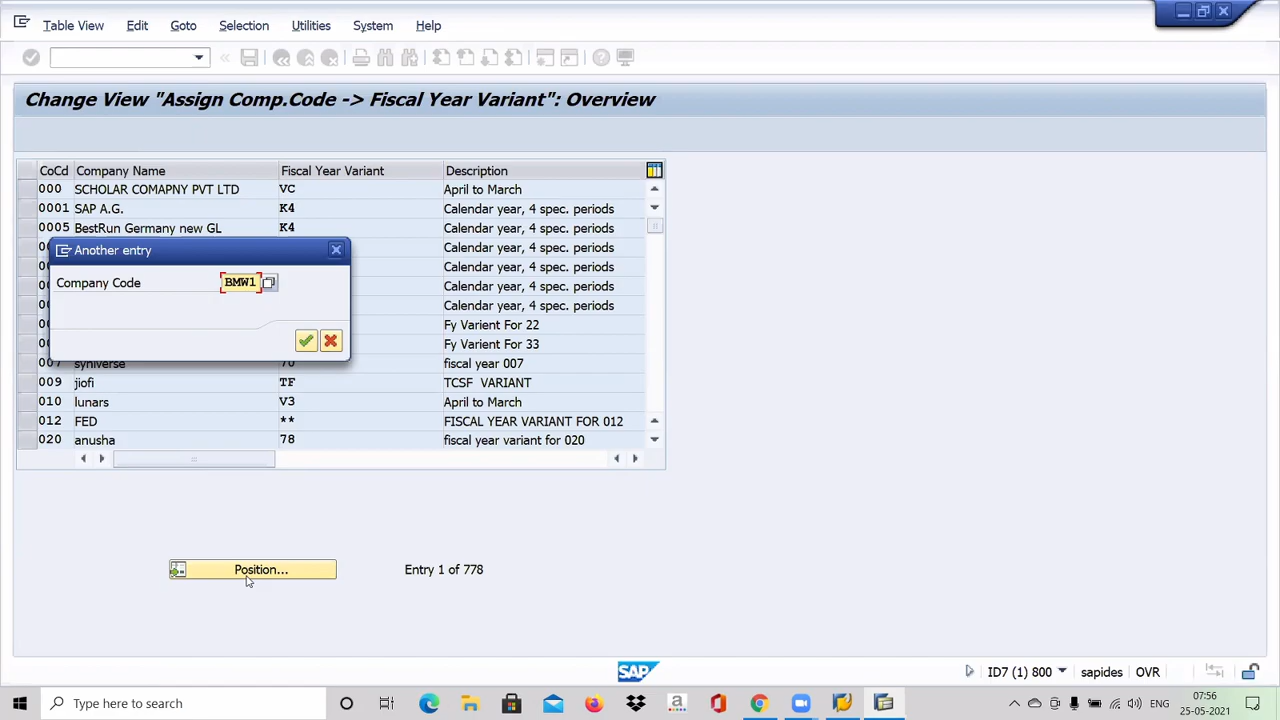 Table View Edit Goto Selection Utilities System Help
Change View "Assign Comp.Code -> Fiscal Year Variant": Overview
CoCd Company Name Fiscal Year Variant Description
000 SCHOLAR COMAPNY PVT LTD VC April to March
0001 SAP A.G. K4 Calendar year, 4 spec. periods
0005 BestRun Germany new GL K4 Calendar year, 4 spec. periods
Another entry
Calendar year, 4 spec. periods
Calendar year, 4 spec. periods
Company Code BMW1
Calendar year, 4 spec. periods
Calendar year, 4 spec. periods
Fy Varient For 22
Fy Varient For 33
007 syniverse 70 fiscal year 007
009 jiofi TF TCSF VARIANT
010 lunars V3 April to March
012 FED ** FISCAL YEAR VARIANT FOR 012
020 anusha 78 fiscal year variant for 020
Position... Entry 1 of 778
SAP ID7 (1) 800 sapides OVR
Type here to search ENG 07:56
25-05-2021